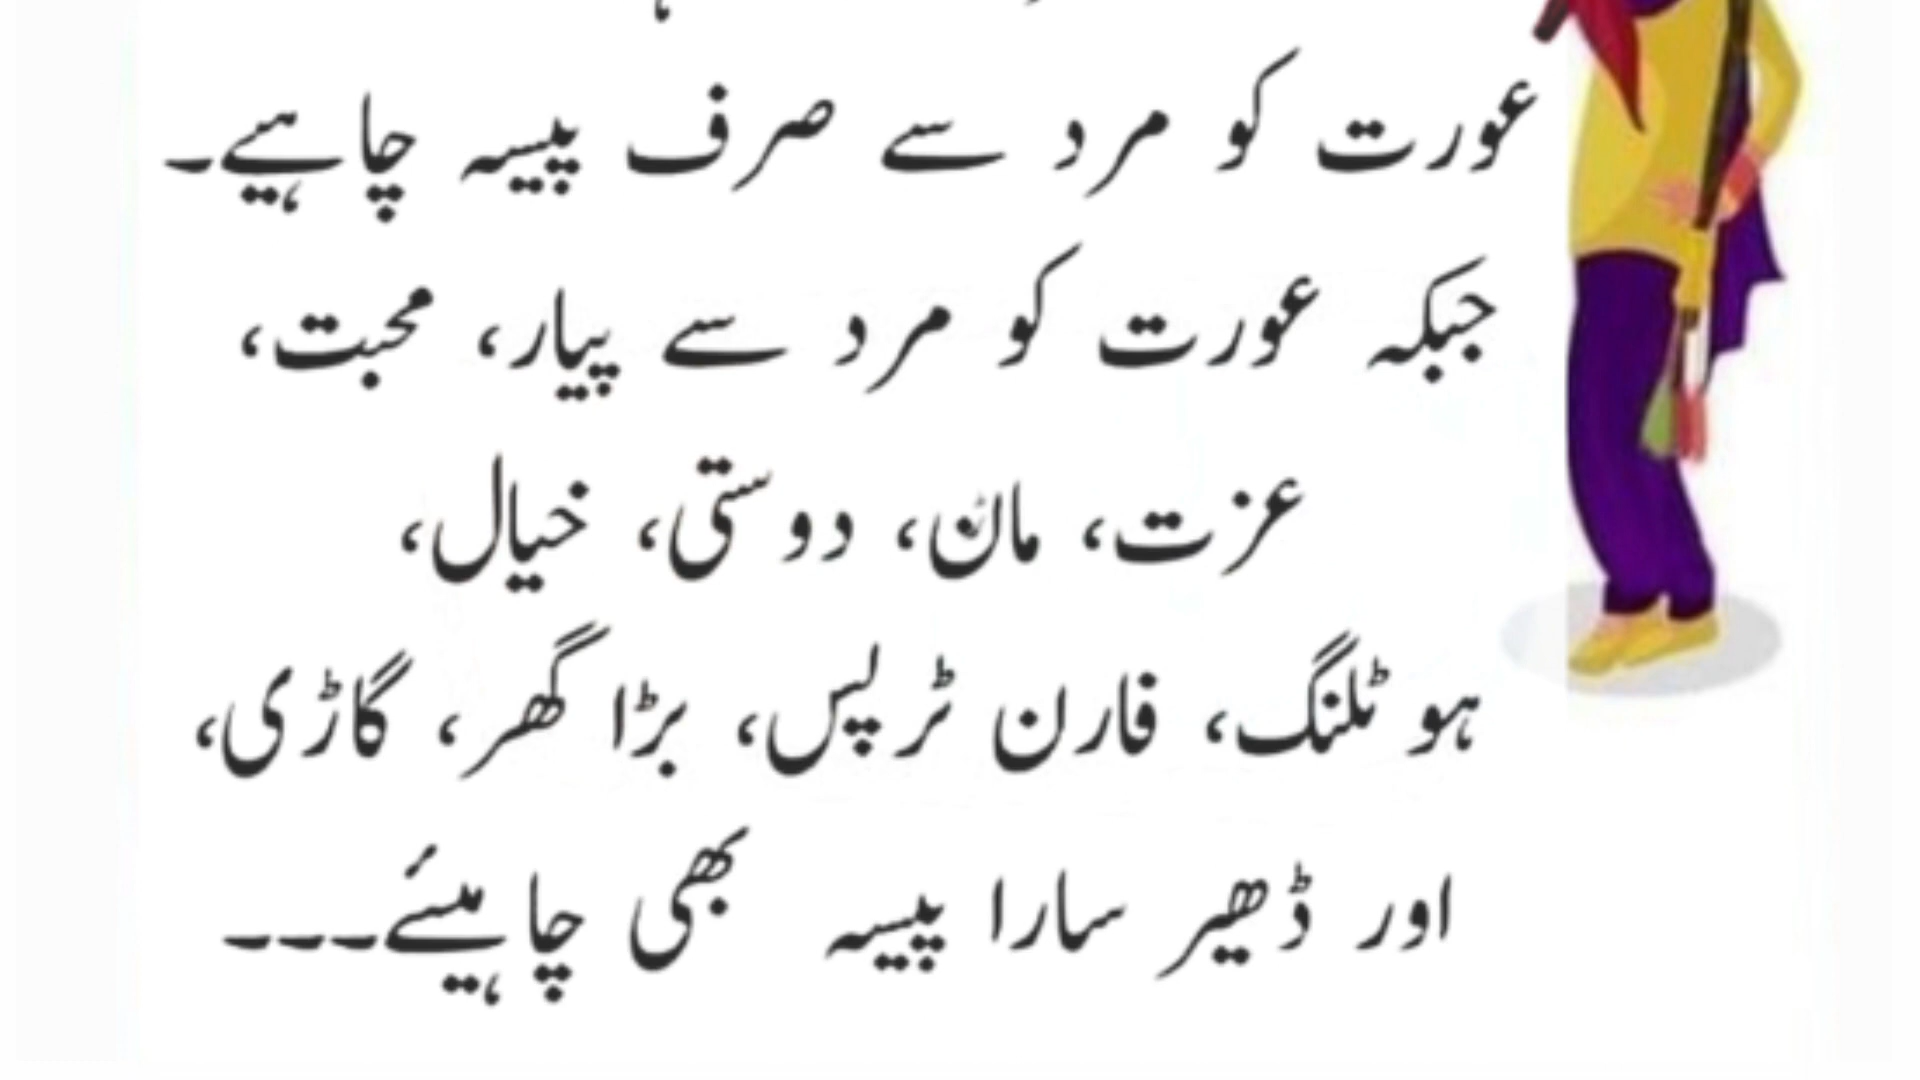 عورت کو مرد سے صرف پیسہ چاہیے۔
جبکہ عورت کو مرد سے پیار، محبت،
عزت، مان، دوستی، خیال،
ہوٹلنگ، فارن ٹرپس، بڑا گھر، گاڑی،
اور ڈھیر سارا پیسہ بھی چاہیئے۔۔۔